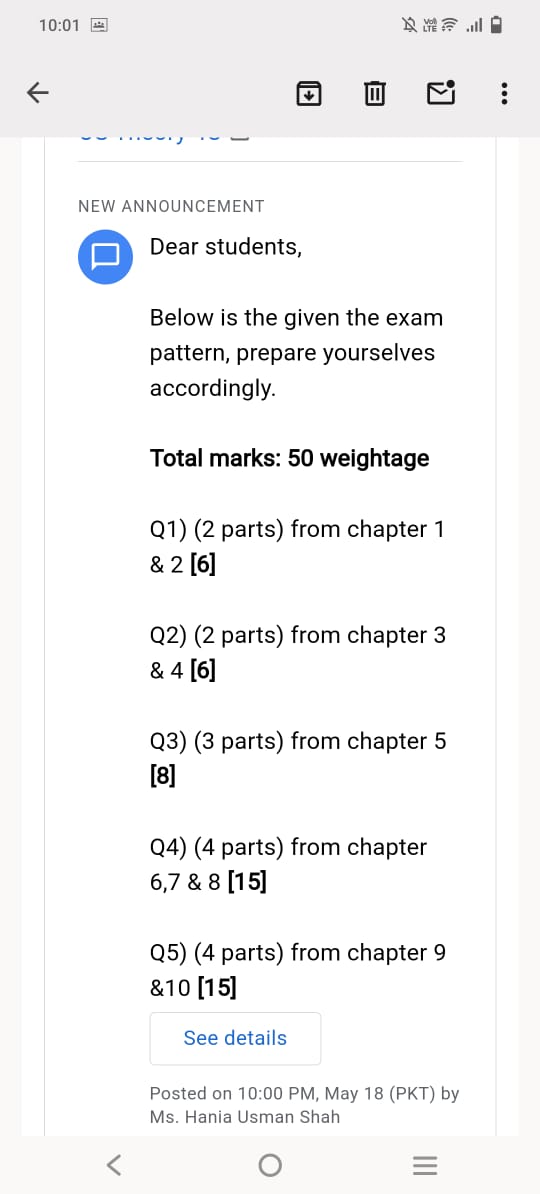 10:01
Vo) LTE
NEW ANNOUNCEMENT
Dear students,
Below is the given the exam
pattern, prepare yourselves
accordingly.
Total marks: 50 weightage
Q1) (2 parts) from chapter 1
& 2 [6]
Q2) (2 parts) from chapter 3
& 4 [6]
Q3) (3 parts) from chapter 5
[8]
Q4) (4 parts) from chapter
6,7 & 8 [15]
Q5) (4 parts) from chapter 9
&10 [15]
See details
Posted on 10:00 PM, May 18 (PKT) by
Ms. Hania Usman Shah